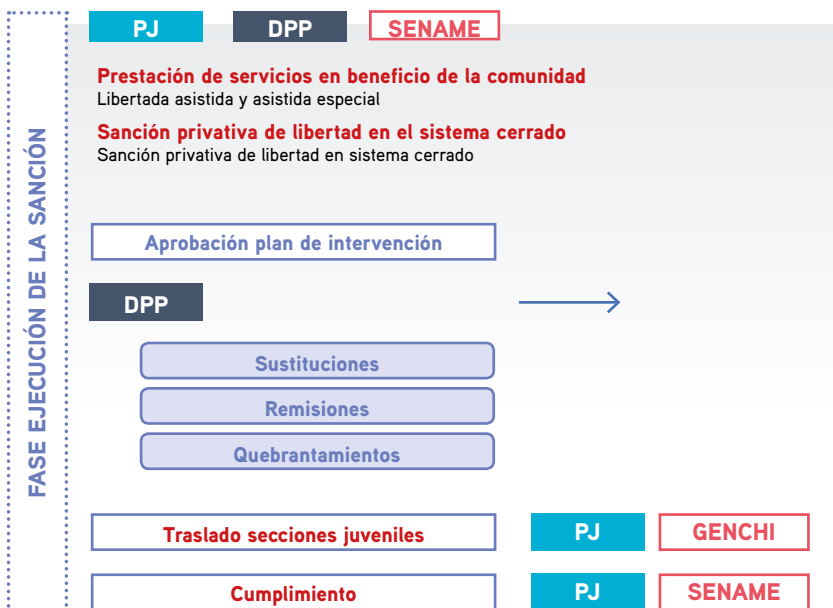 PJ DPP SENAME
Prestación de servicios en beneficio de la comunidad
Libertada asistida y asistida especial
Sanción privativa de libertad en el sistema cerrado
Sanción privativa de libertad en sistema cerrado
FASE EJECUCIÓN DE LA SANCIÓN
Aprobación plan de intervención
DPP
Sustituciones
Remisiones
Quebrantamientos
Traslado secciones juveniles PJ GENCHI
Cumplimiento PJ SENAME